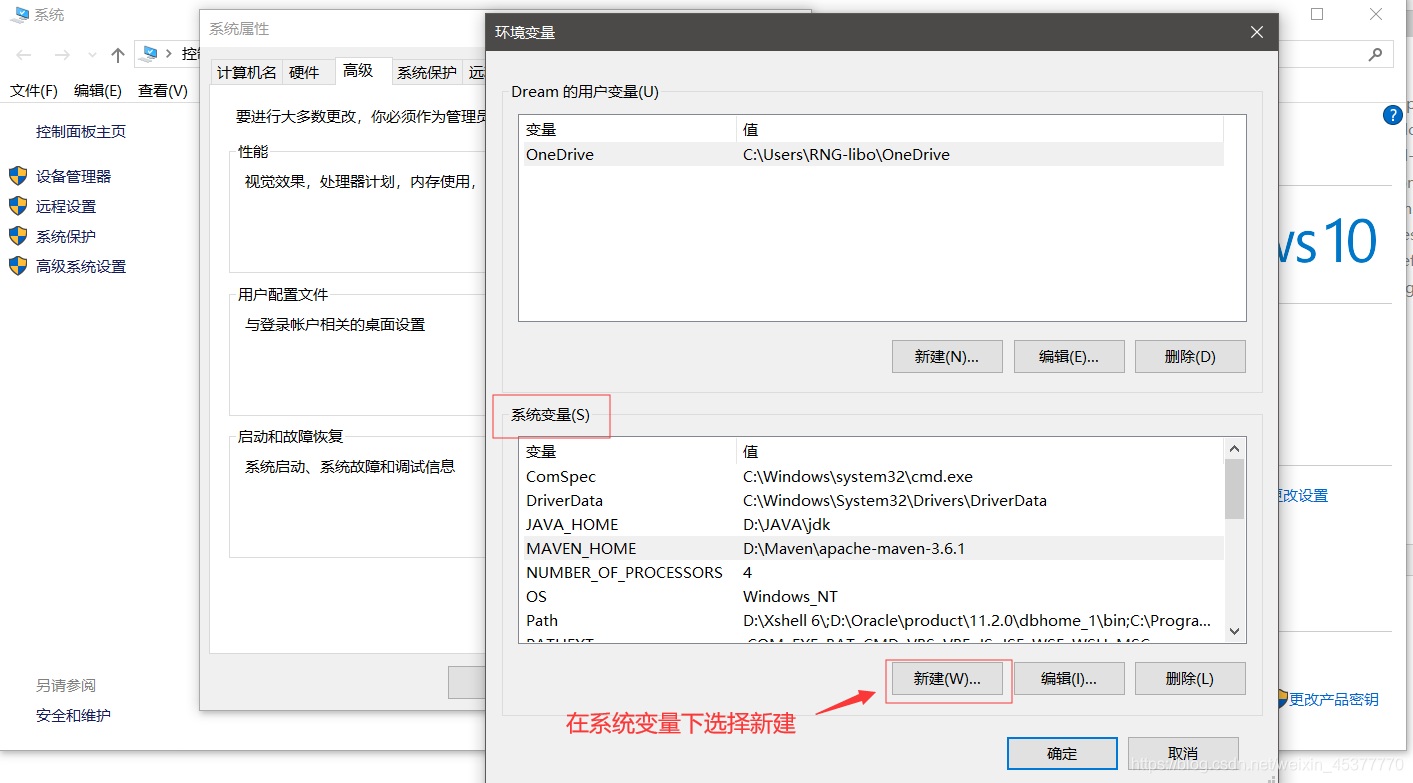 系统
控
文件(F) 编辑(E) 查看(V)
控制面板主页
设备管理器
远程设置
系统保护
高级系统设置
另请参阅
安全和维护
系统属性
计算机名 硬件 高级 系统保护 远
要进行大多数更改，你必须作为管理员
性能
视觉效果，处理器计划，内存使用，
用户配置文件
与登录帐户相关的桌面设置
启动和故障恢复
系统启动、系统故障和调试信息
环境变量
Dream 的用户变量(U)
变量 值
OneDrive C:\Users\RNG-libo\OneDrive
新建(N)... 编辑(E)... 删除(D)
系统变量(S)
变量 值
ComSpec C:\Windows\system32\cmd.exe
DriverData C:\Windows\System32\Drivers\DriverData
JAVA_HOME D:\JAVA\jdk
MAVEN_HOME D:\Maven\apache-maven-3.6.1
NUMBER_OF_PROCESSORS 4
OS Windows_NT
Path D:\Xshell 6\;D:\Oracle\product\11.2.0\dbhome_1\bin;C:\Progra...
PATHEXT .COM;.EXE;.BAT;.CMD;.VBS;.VBE;.JS;.JSE;.WSF;.WSH;.MSC
新建(W)... 编辑(I)... 删除(L)
在系统变量下选择新建
确定 取消
ws 10
更改设置
更改产品密钥
https://blog.csdn.net/weixin_45377770